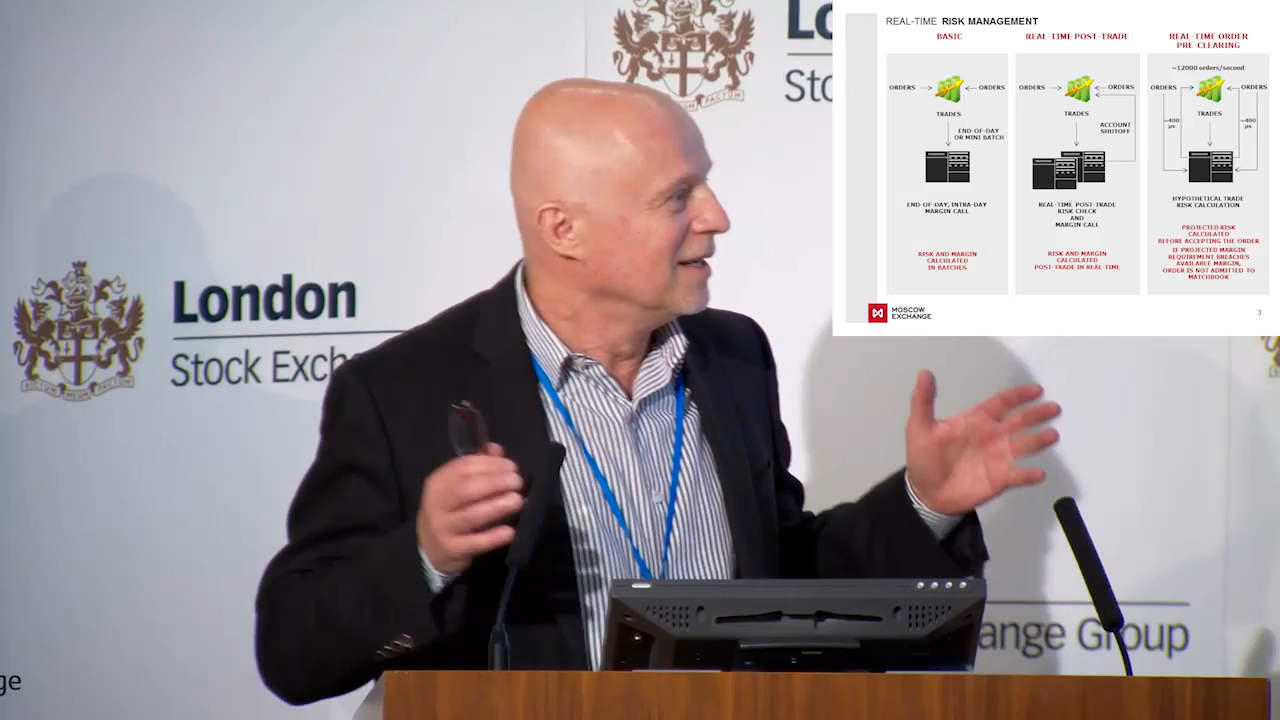 Lo
Sto
London
Stock Exch
ange Group
ge
DICTUM MEUM PACTUM
REAL-TIME RISK MANAGEMENT
BASIC
ORDERS
ORDERS
TRADES
END-OF-DAY
OR MINI BATCH
END-OF-DAY, INTRA-DAY
MARGIN CALL
RISK AND MARGIN
CALCULATED
IN BATCHES
REAL-TIME POST-TRADE
ORDERS
ORDERS
TRADES
ACCOUNT
SHUTOFF
REAL-TIME POST-TRADE
RISK CHECK
AND
MARGIN CALL
RISK AND MARGIN
CALCULATED
POST-TRADE IN REAL-TIME
REAL-TIME ORDER
PRE-CLEARING
~12000 orders/second
ORDERS
ORDERS
TRADES
~400
µs
~400
µs
HYPOTHETICAL TRADE
RISK CALCULATION
PROJECTED RISK
CALCULATED
BEFORE ACCEPTING THE ORDER
IF PROJECTED MARGIN
REQUIREMENT BREACHES
AVAILABLE MARGIN,
ORDER IS NOT ADMITTED TO
MATCHBOOK
MOSCOW
EXCHANGE
3